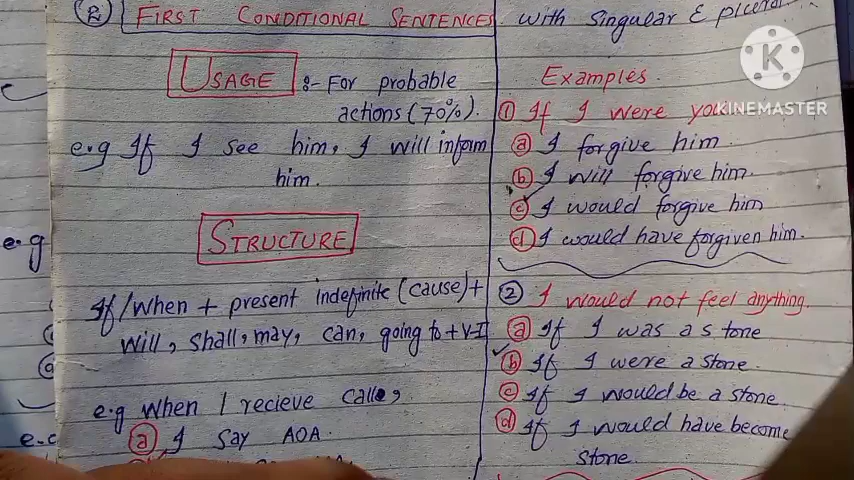 ② FIRST CONDITIONAL SENTENCES
USAGE :- For probable
actions (70%).
e.g If I see him, I will inform
him.
STRUCTURE
If/when + present indefinite (cause) +
will, shall, may, can, going to + V-I
e.g When I recieve call,
ⓐ I say AOA.
with singular & plural
Examples.
① If I were you
ⓐ I forgive him.
ⓑ I will forgive him.
ⓒ I would forgive him
ⓓ I would have forgiven him.
② I would not feel anything.
ⓐ If I was a stone
ⓑ If I were a stone.
ⓒ If I would be a stone.
ⓓ If I would have become
stone.
e.g
e.c
K
KINEMASTER